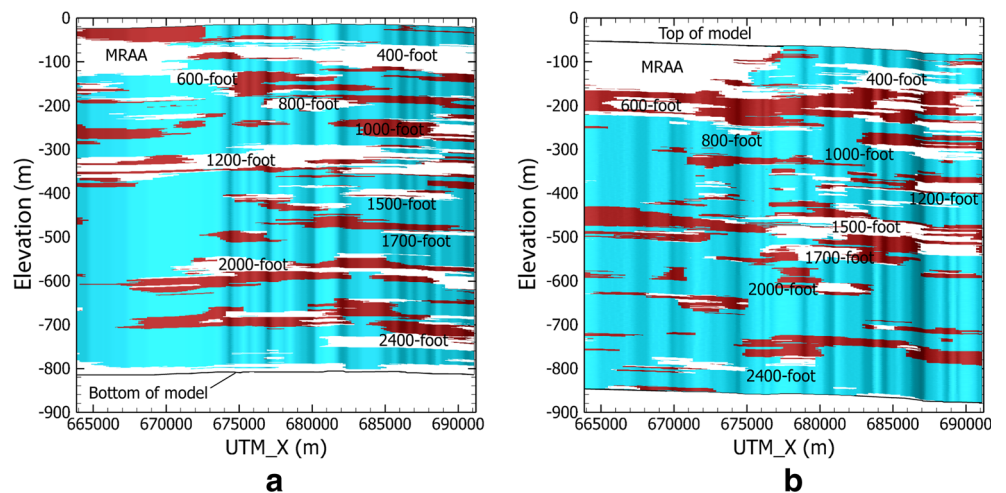 0
-100
-200
-300
-400
-500
-600
-700
-800
-900
Elevation (m)
MRAA
400-foot
600-foot
800-foot
1000-foot
1200-foot
1500-foot
1700-foot
2000-foot
2400-foot
Bottom of model
665000 670000 675000 680000 685000 690000
UTM_X (m)
a
0
-100
-200
-300
-400
-500
-600
-700
-800
-900
Elevation (m)
Top of model
MRAA
400-foot
600-foot
800-foot
1000-foot
1200-foot
1500-foot
1700-foot
2000-foot
2400-foot
665000 670000 675000 680000 685000 690000
UTM_X (m)
b